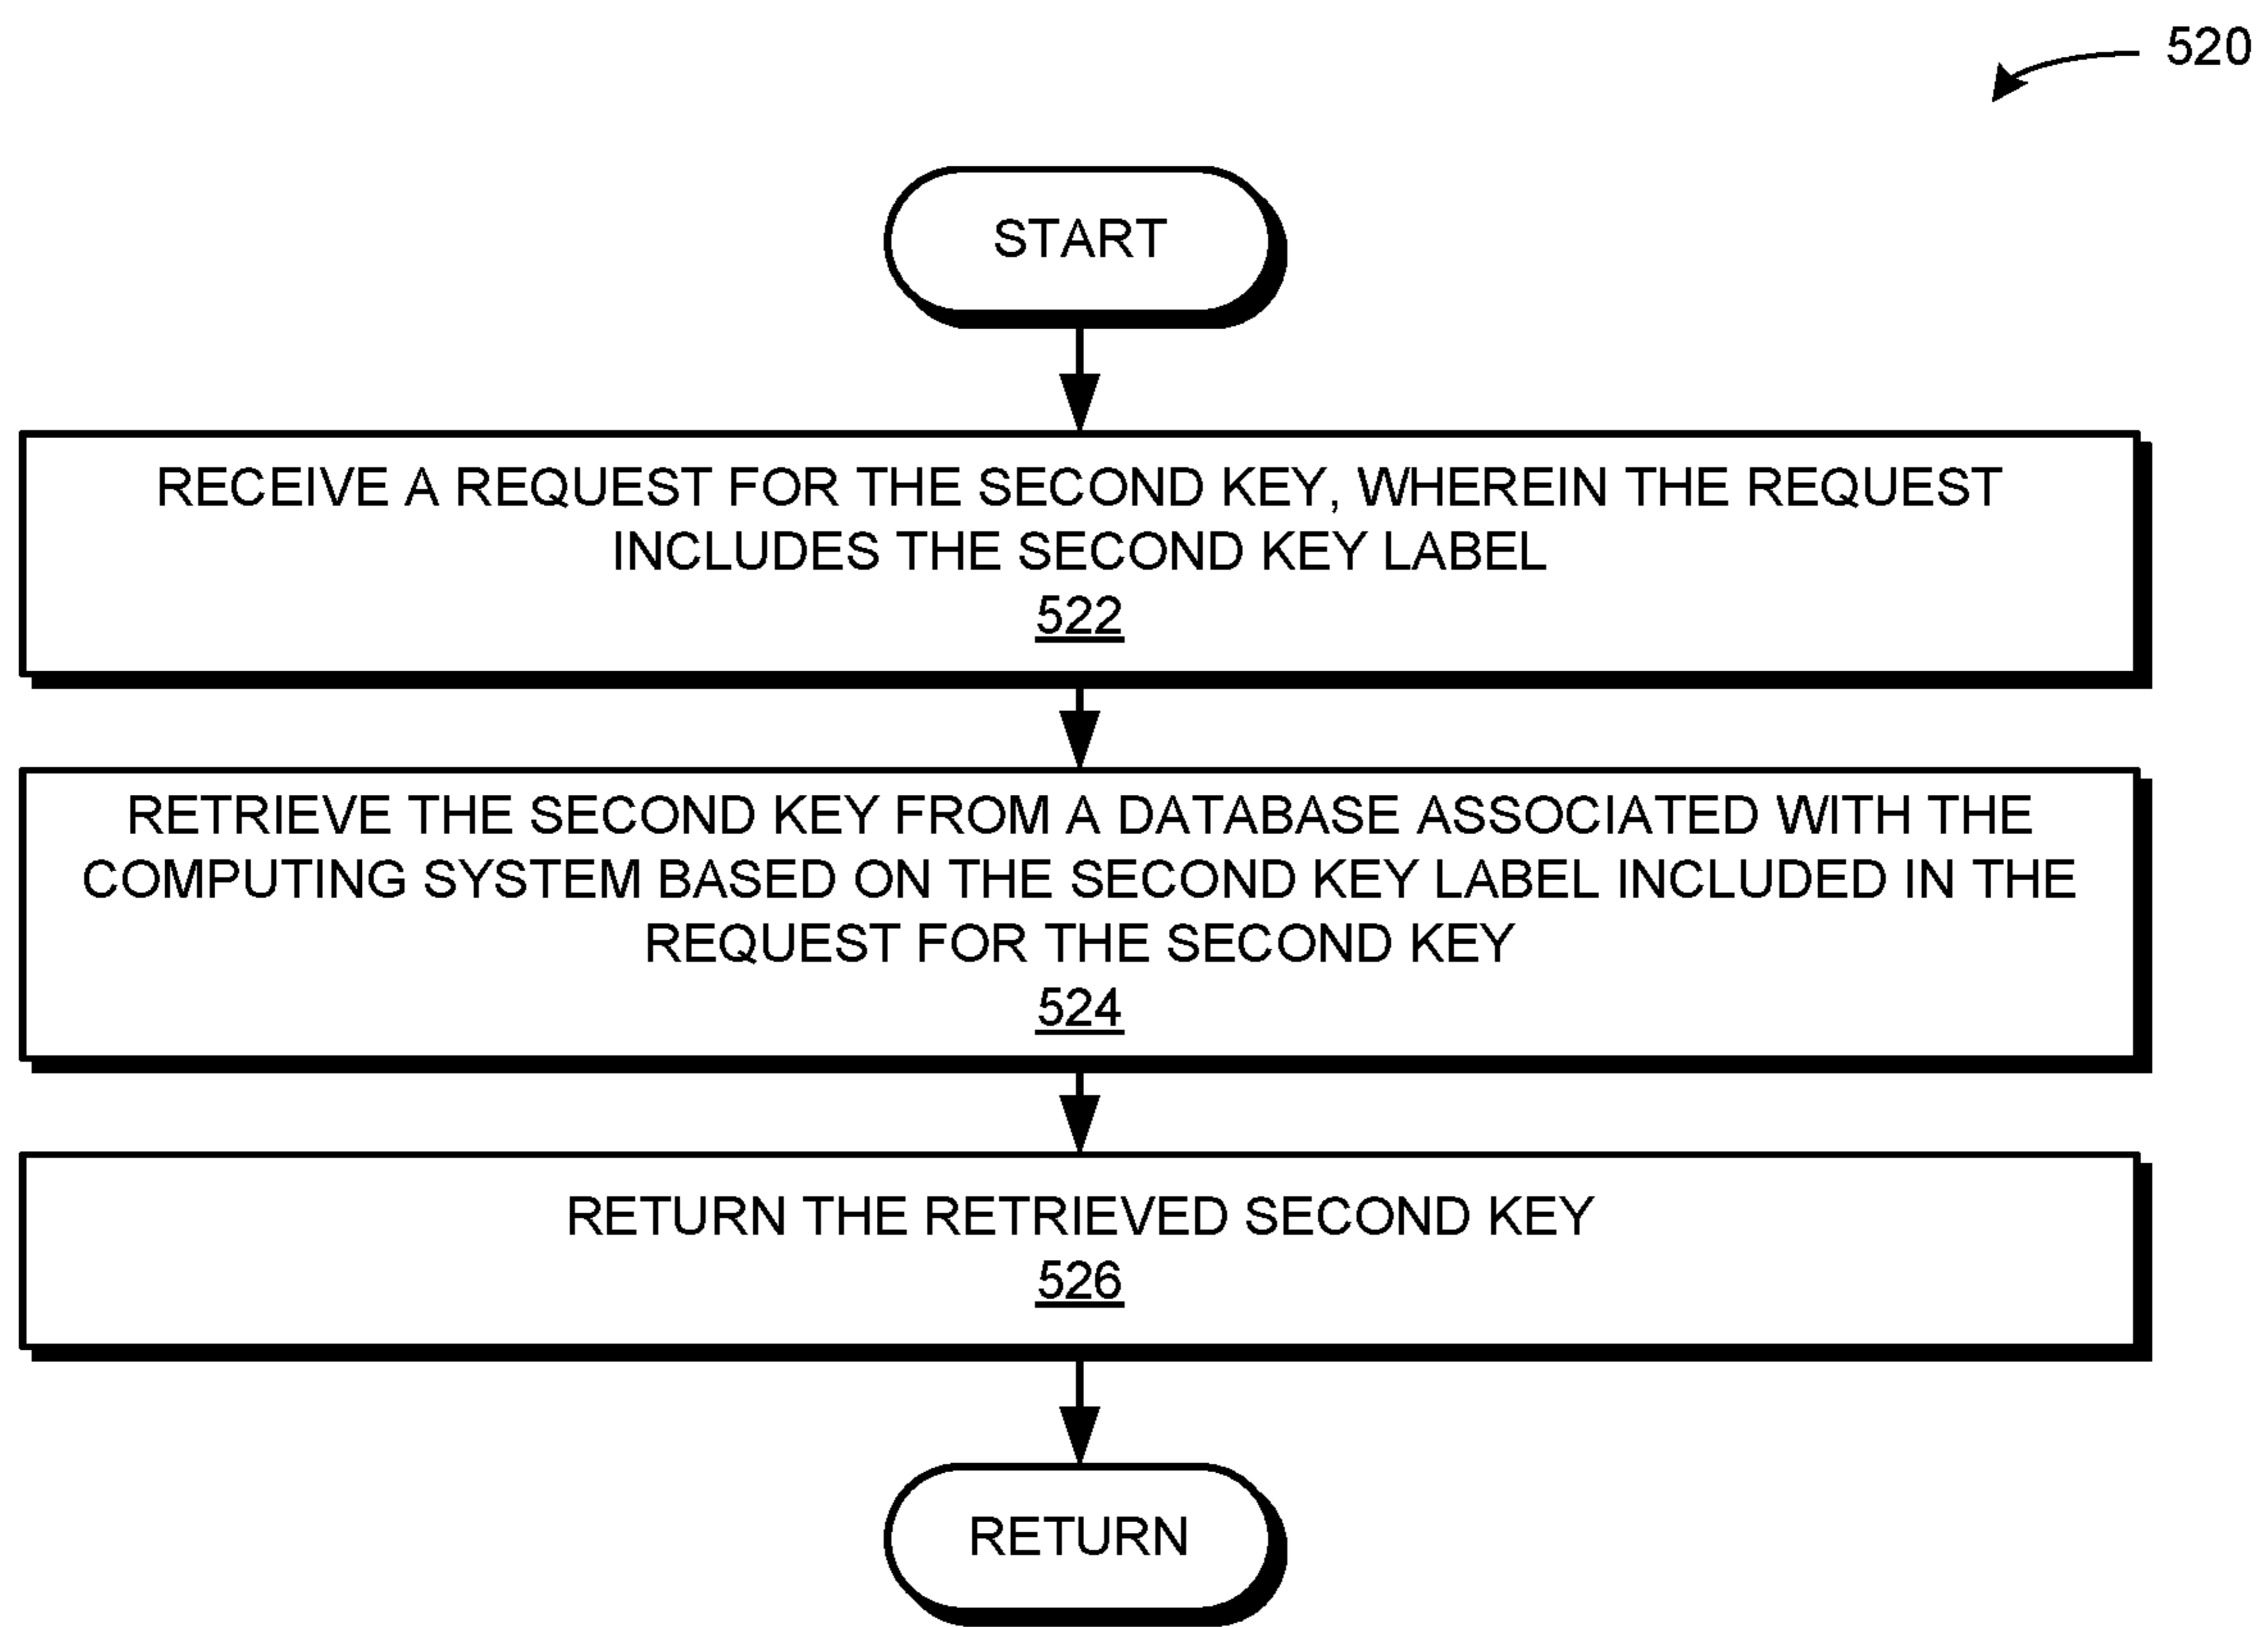 520
START
RECEIVE A REQUEST FOR THE SECOND KEY, WHEREIN THE REQUEST
INCLUDES THE SECOND KEY LABEL
522
RETRIEVE THE SECOND KEY FROM A DATABASE ASSOCIATED WITH THE
COMPUTING SYSTEM BASED ON THE SECOND KEY LABEL INCLUDED IN THE
REQUEST FOR THE SECOND KEY
524
RETURN THE RETRIEVED SECOND KEY
526
RETURN